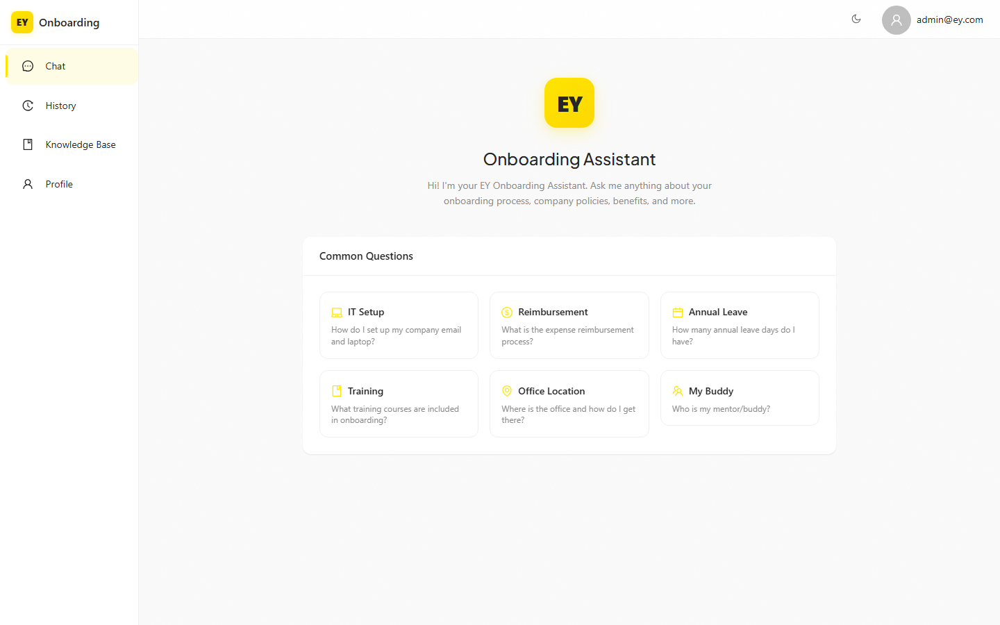 EY Onboarding
admin@ey.com
Chat
History
Knowledge Base
Profile
EY
Onboarding Assistant
Hi! I'm your EY Onboarding Assistant. Ask me anything about your
onboarding process, company policies, benefits, and more.
Common Questions
IT Setup
How do I set up my company email
and laptop?
Reimbursement
What is the expense reimbursement
process?
Annual Leave
How many annual leave days do I
have?
Training
What training courses are included
in onboarding?
Office Location
Where is the office and how do I get
there?
My Buddy
Who is my mentor/buddy?